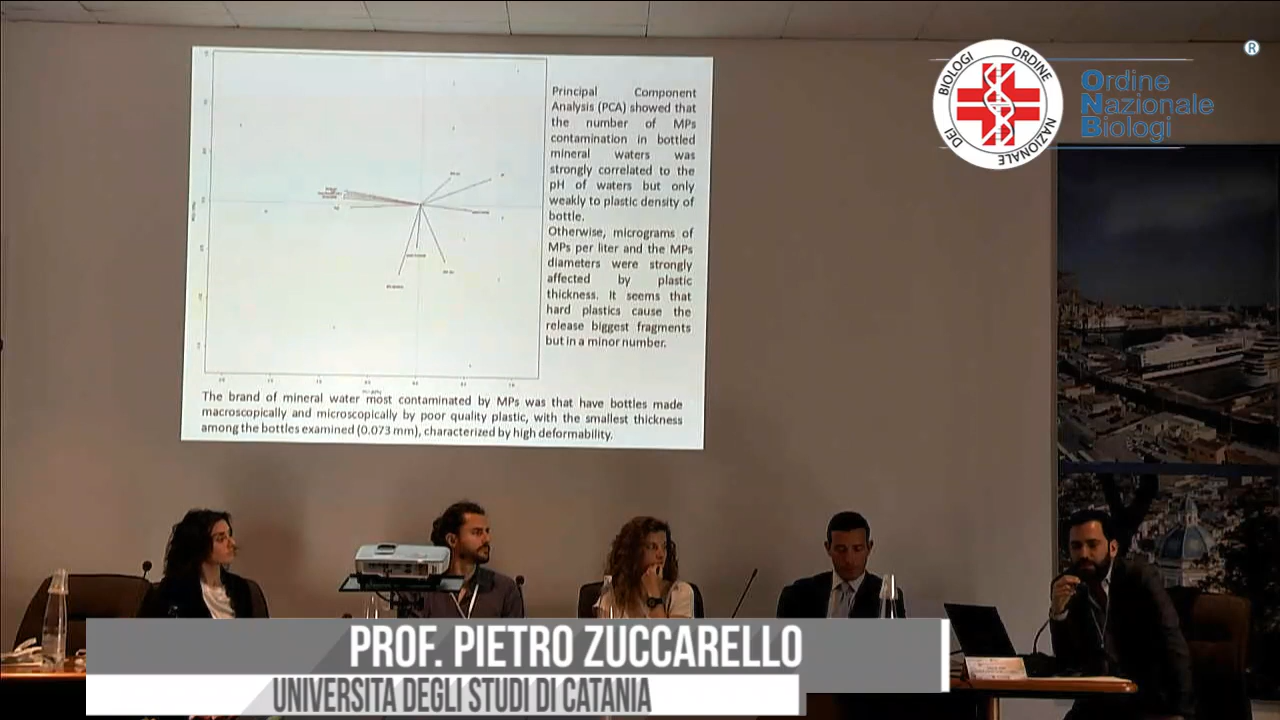 Principal Component
Analysis (PCA) showed that
the number of MPs
contamination in bottled
mineral waters was
strongly correlated to the
pH of waters but only
weakly to plastic density of
bottle.
Otherwise, micrograms of
MPs per liter and the MPs
diameters were strongly
affected by plastic
thickness. It seems that
hard plastics cause the
release biggest fragments
but in a minor number.
The brand of mineral water most contaminated by MPs was that have bottles made
macroscopically and microscopically by poor quality plastic, with the smallest thickness
among the bottles examined (0.073 mm), characterized by high deformability.
ORDINE NAZIONALE DEI BIOLOGI
Ordine
Nazionale
Biologi
®
PROF. PIETRO ZUCCARELLO
UNIVERSITA DEGLI STUDI DI CATANIA